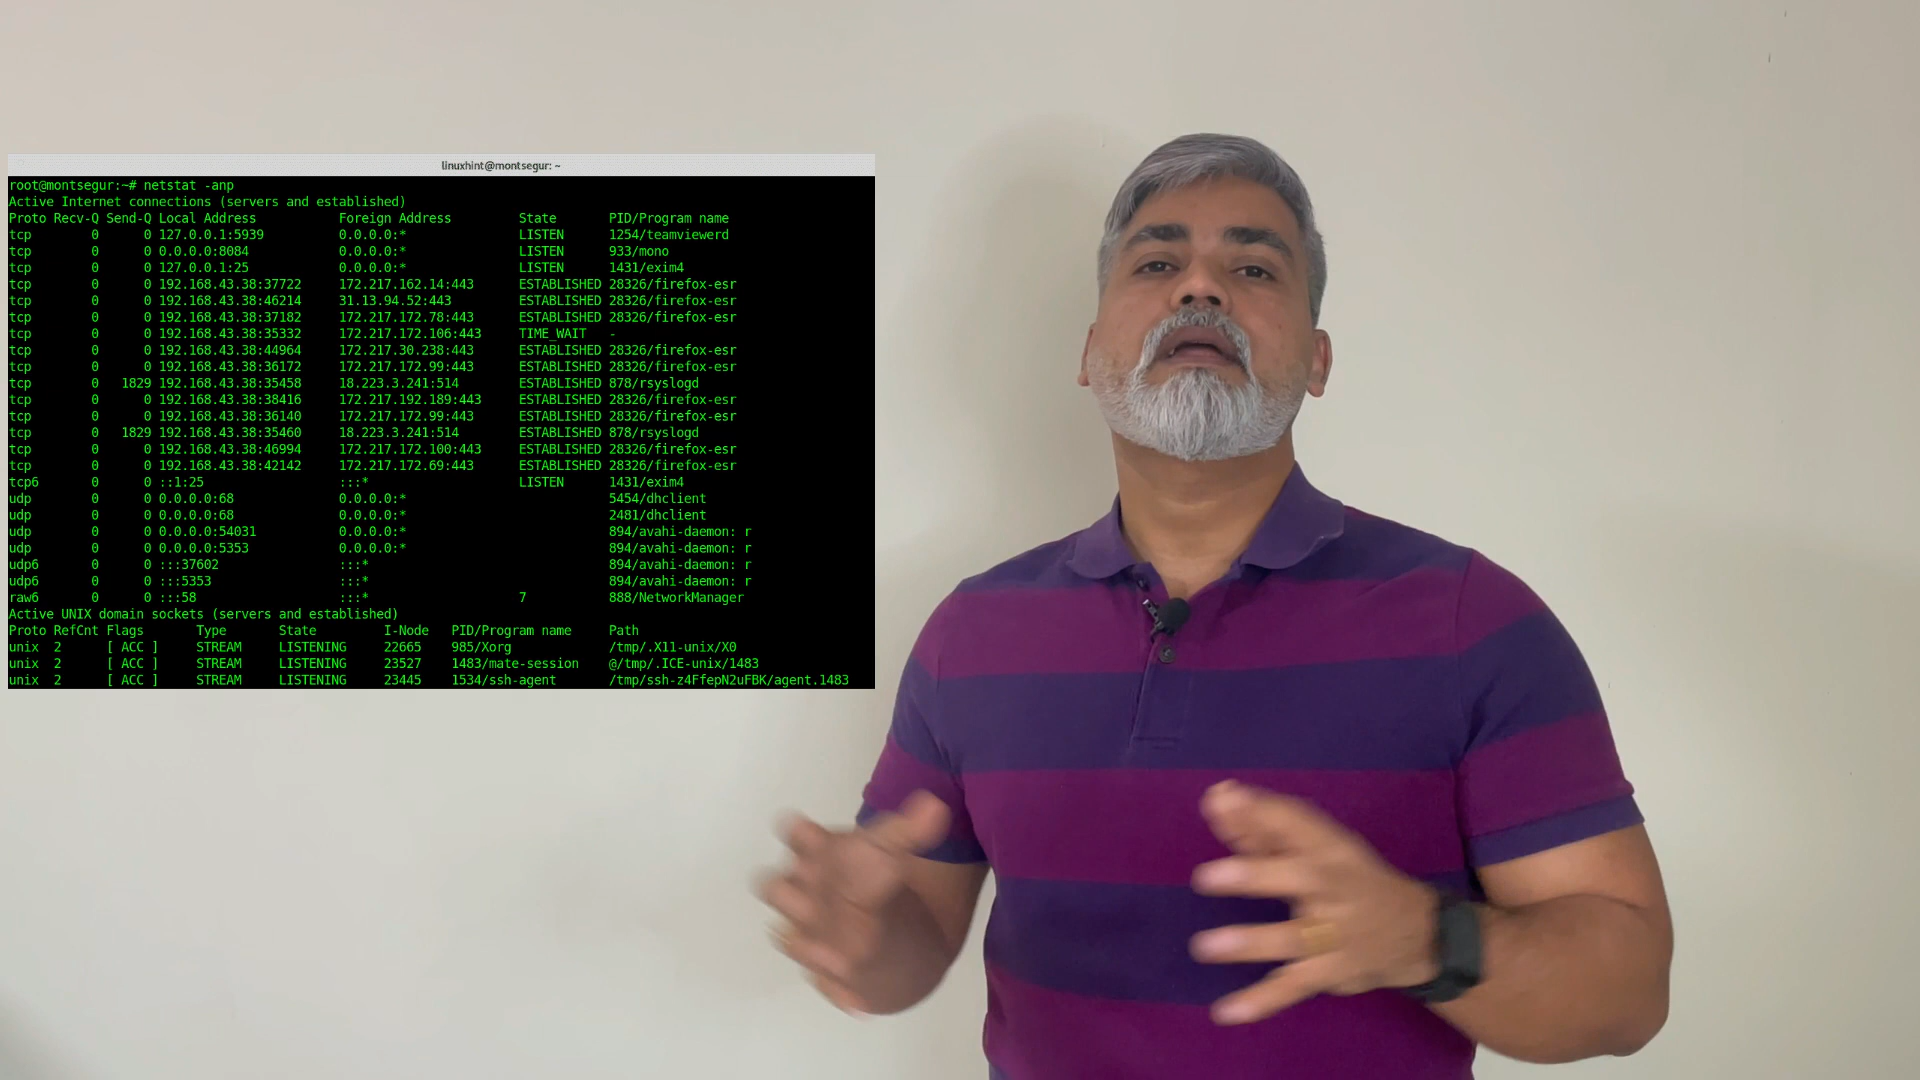 linuxhint@montsegur: ~
root@montsegur:~# netstat -anp
Active Internet connections (servers and established)
Proto Recv-Q Send-Q Local Address           Foreign Address         State       PID/Program name
tcp        0      0 127.0.0.1:5939          0.0.0.0:*               LISTEN      1254/teamviewerd
tcp        0      0 0.0.0.0:8084            0.0.0.0:*               LISTEN      933/mono
tcp        0      0 127.0.0.1:25            0.0.0.0:*               LISTEN      1431/exim4
tcp        0      0 192.168.43.38:37722     172.217.162.14:443      ESTABLISHED 28326/firefox-esr
tcp        0      0 192.168.43.38:46214     31.13.94.52:443         ESTABLISHED 28326/firefox-esr
tcp        0      0 192.168.43.38:37182     172.217.172.78:443      ESTABLISHED 28326/firefox-esr
tcp        0      0 192.168.43.38:35332     172.217.172.106:443     TIME_WAIT   -
tcp        0      0 192.168.43.38:44964     172.217.30.238:443      ESTABLISHED 28326/firefox-esr
tcp        0      0 192.168.43.38:36172     172.217.172.99:443      ESTABLISHED 28326/firefox-esr
tcp        0   1829 192.168.43.38:35458     18.223.3.241:514        ESTABLISHED 878/rsyslogd
tcp        0      0 192.168.43.38:38416     172.217.192.189:443     ESTABLISHED 28326/firefox-esr
tcp        0      0 192.168.43.38:36140     172.217.172.99:443      ESTABLISHED 28326/firefox-esr
tcp        0   1829 192.168.43.38:35460     18.223.3.241:514        ESTABLISHED 878/rsyslogd
tcp        0      0 192.168.43.38:46994     172.217.172.100:443     ESTABLISHED 28326/firefox-esr
tcp        0      0 192.168.43.38:42142     172.217.172.69:443      ESTABLISHED 28326/firefox-esr
tcp6       0      0 ::1:25                  :::*                    LISTEN      1431/exim4
udp        0      0 0.0.0.0:68              0.0.0.0:*                           5454/dhclient
udp        0      0 0.0.0.0:68              0.0.0.0:*                           2481/dhclient
udp        0      0 0.0.0.0:54031           0.0.0.0:*                           894/avahi-daemon: r
udp        0      0 0.0.0.0:5353            0.0.0.0:*                           894/avahi-daemon: r
udp6       0      0 :::37602                :::*                                894/avahi-daemon: r
udp6       0      0 :::5353                 :::*                                894/avahi-daemon: r
raw6       0      0 :::58                   :::*                    7           888/NetworkManager
Active UNIX domain sockets (servers and established)
Proto RefCnt Flags       Type       State         I-Node   PID/Program name     Path
unix  2      [ ACC ]     STREAM     LISTENING     22665    985/Xorg             /tmp/.X11-unix/X0
unix  2      [ ACC ]     STREAM     LISTENING     23527    1483/mate-session    @/tmp/.ICE-unix/1483
unix  2      [ ACC ]     STREAM     LISTENING     23445    1534/ssh-agent       /tmp/ssh-z4FfepN2uFBK/agent.1483